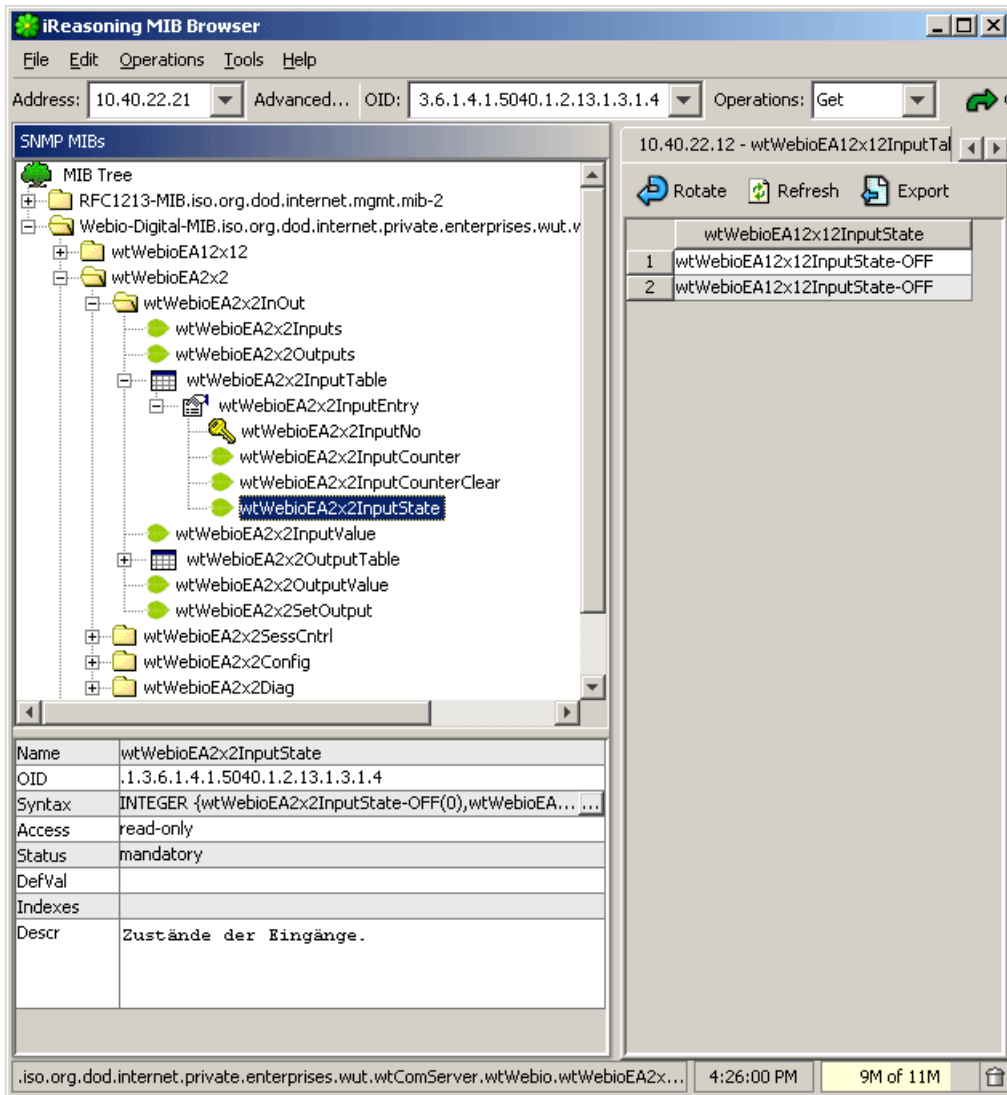 iReasoning MIB Browser
File Edit Operations Tools Help
Address: 10.40.22.21 Advanced... OID: 3.6.1.4.1.5040.1.2.13.1.3.1.4 Operations: Get
SNMP MIBs
MIB Tree
RFC1213-MIB.iso.org.dod.internet.mgmt.mib-2
Webio-Digital-MIB.iso.org.dod.internet.private.enterprises.wut.w
wtWebioEA12x12
wtWebioEA2x2
wtWebioEA2x2InOut
wtWebioEA2x2Inputs
wtWebioEA2x2Outputs
wtWebioEA2x2InputTable
wtWebioEA2x2InputEntry
wtWebioEA2x2InputNo
wtWebioEA2x2InputCounter
wtWebioEA2x2InputCounterClear
wtWebioEA2x2InputState
wtWebioEA2x2InputValue
wtWebioEA2x2OutputTable
wtWebioEA2x2OutputValue
wtWebioEA2x2SetOutput
wtWebioEA2x2SessCntrl
wtWebioEA2x2Config
wtWebioEA2x2Diag
Name wtWebioEA2x2InputState
OID .1.3.6.1.4.1.5040.1.2.13.1.3.1.4
Syntax INTEGER {wtWebioEA2x2InputState-OFF(0),wtWebioEA... ...
Access read-only
Status mandatory
DefVal
Indexes
Descr Zustände der Eingänge.
10.40.22.12 - wtWebioEA12x12InputTal
Rotate Refresh Export
wtWebioEA12x12InputState
1 wtWebioEA12x12InputState-OFF
2 wtWebioEA12x12InputState-OFF
.iso.org.dod.internet.private.enterprises.wut.wtComServer.wtWebio.wtWebioEA2x... 4:26:00 PM 9M of 11M